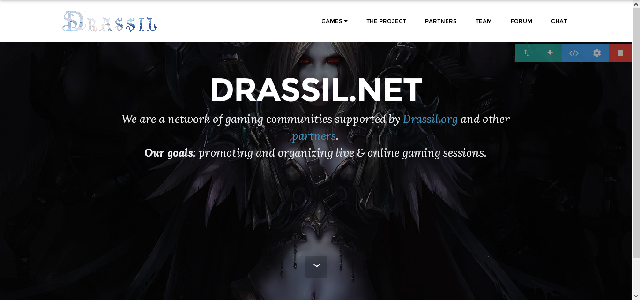 DRASSIL
GAMES THE PROJECT PARTNERS TEAM FORUM CHAT
DRASSIL.NET
We are a network of gaming communities supported by Drassil.org and other
partners.
Our goals: promoting and organizing live & online gaming sessions.